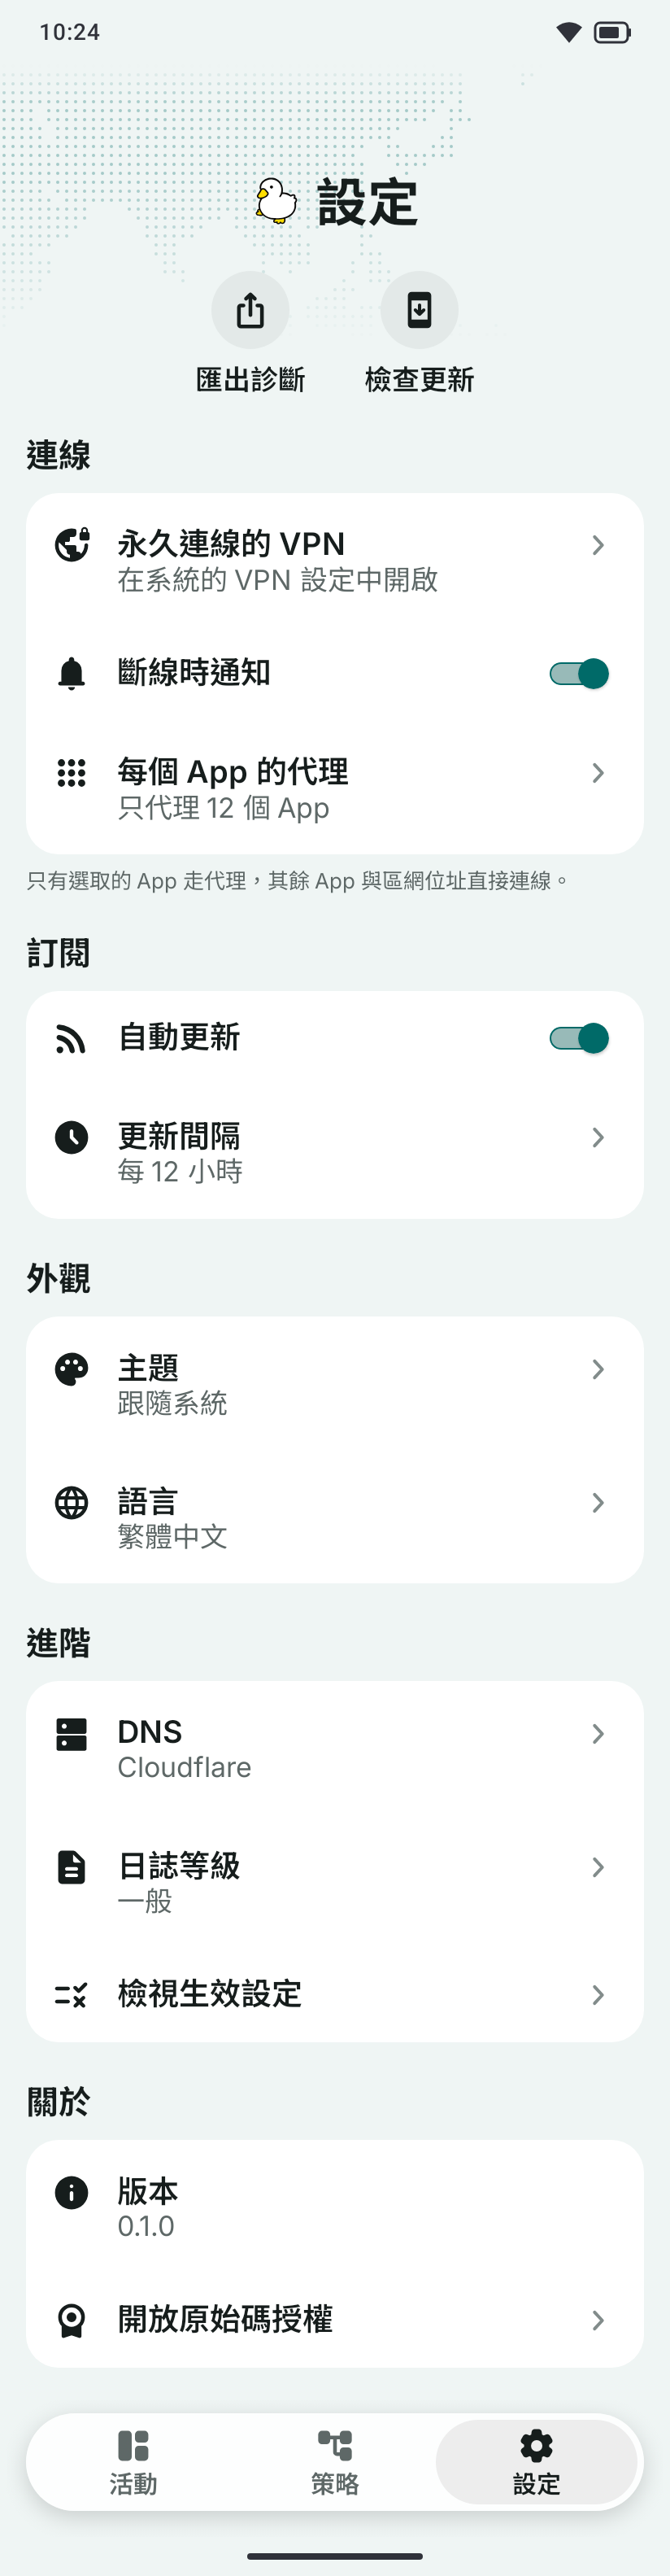 10:24
設定
匯出診斷
檢查更新
連線
永久連線的 VPN
在系統的 VPN 設定中開啟
斷線時通知
每個 App 的代理
只代理 12 個 App
只有選取的 App 走代理，其餘 App 與區網位址直接連線。
訂閱
自動更新
更新間隔
每 12 小時
外觀
主題
跟隨系統
語言
繁體中文
進階
DNS
Cloudflare
日誌等級
一般
檢視生效設定
關於
版本
0.1.0
開放原始碼授權
活動
策略
設定